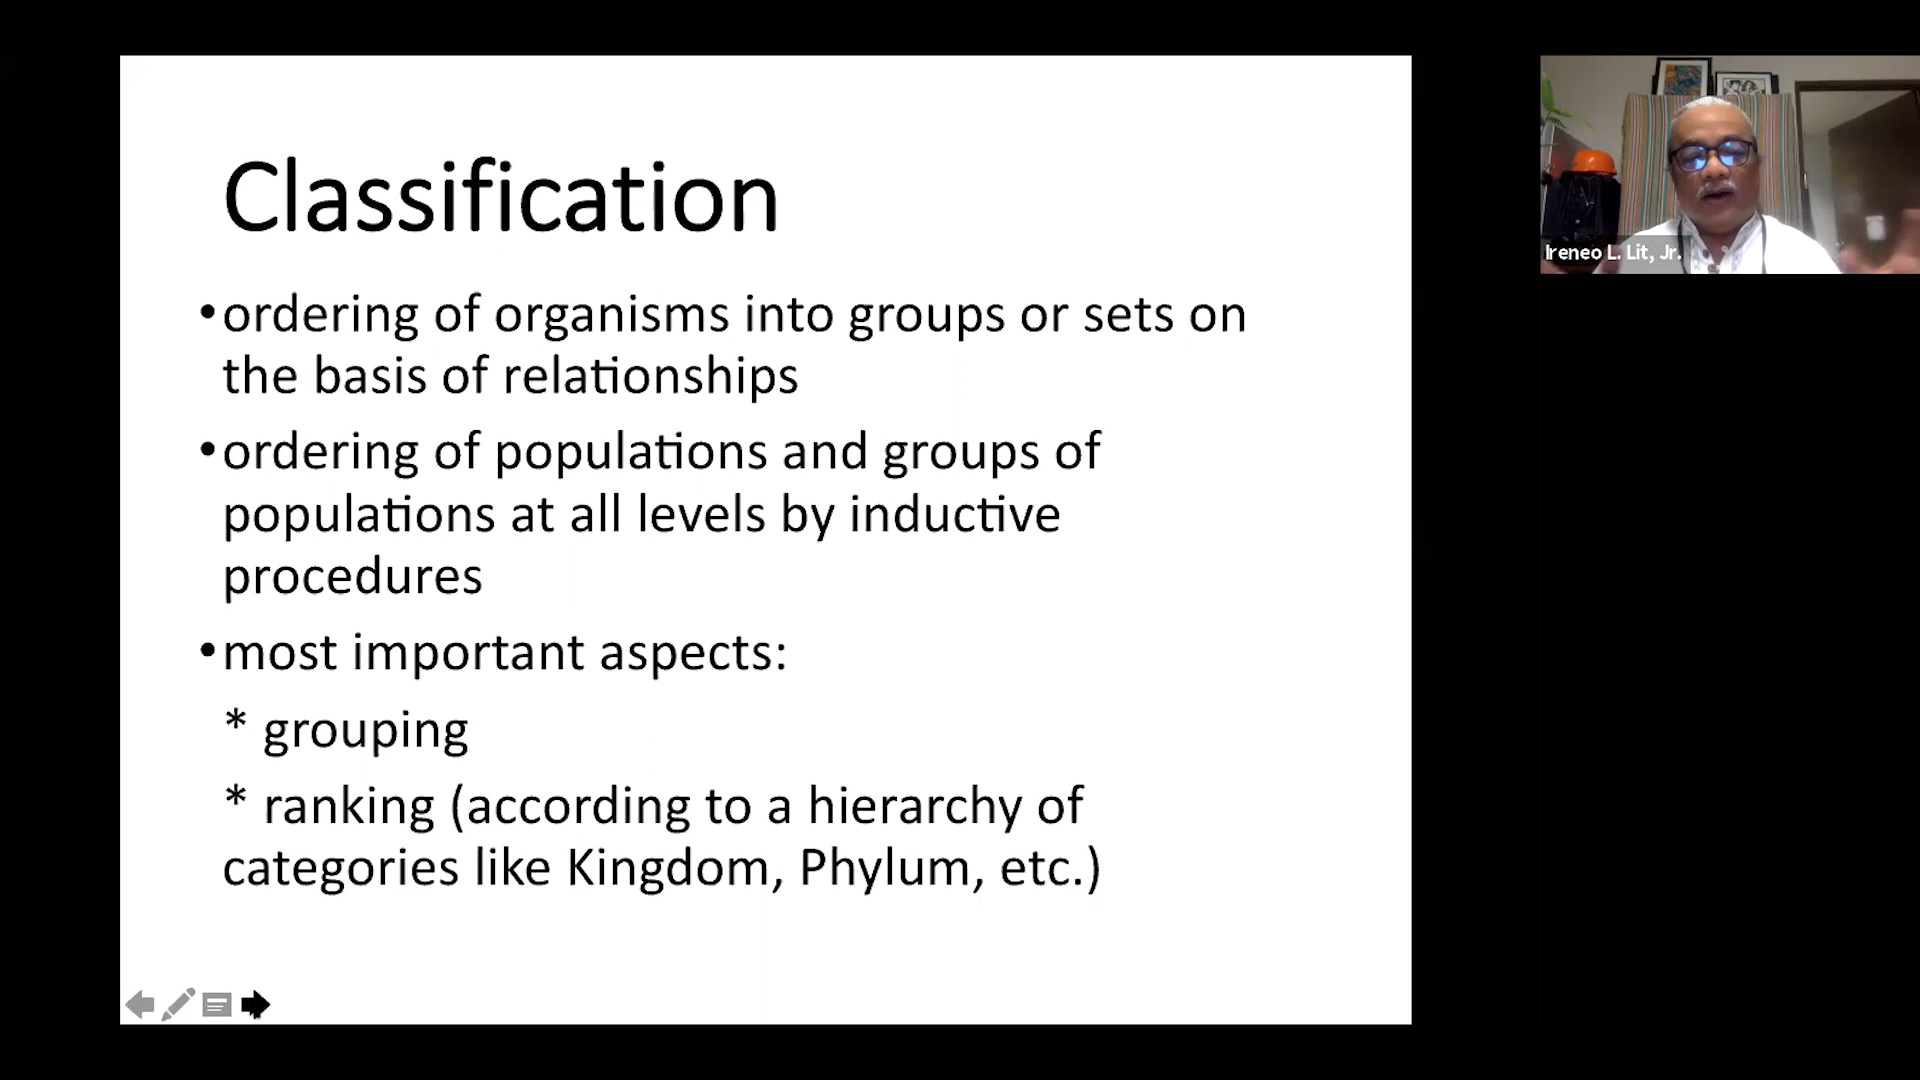 Classification
•ordering of organisms into groups or sets on
the basis of relationships
•ordering of populations and groups of
populations at all levels by inductive
procedures
•most important aspects:
* grouping
* ranking (according to a hierarchy of
categories like Kingdom, Phylum, etc.)
Ireneo L. Lit, Jr.